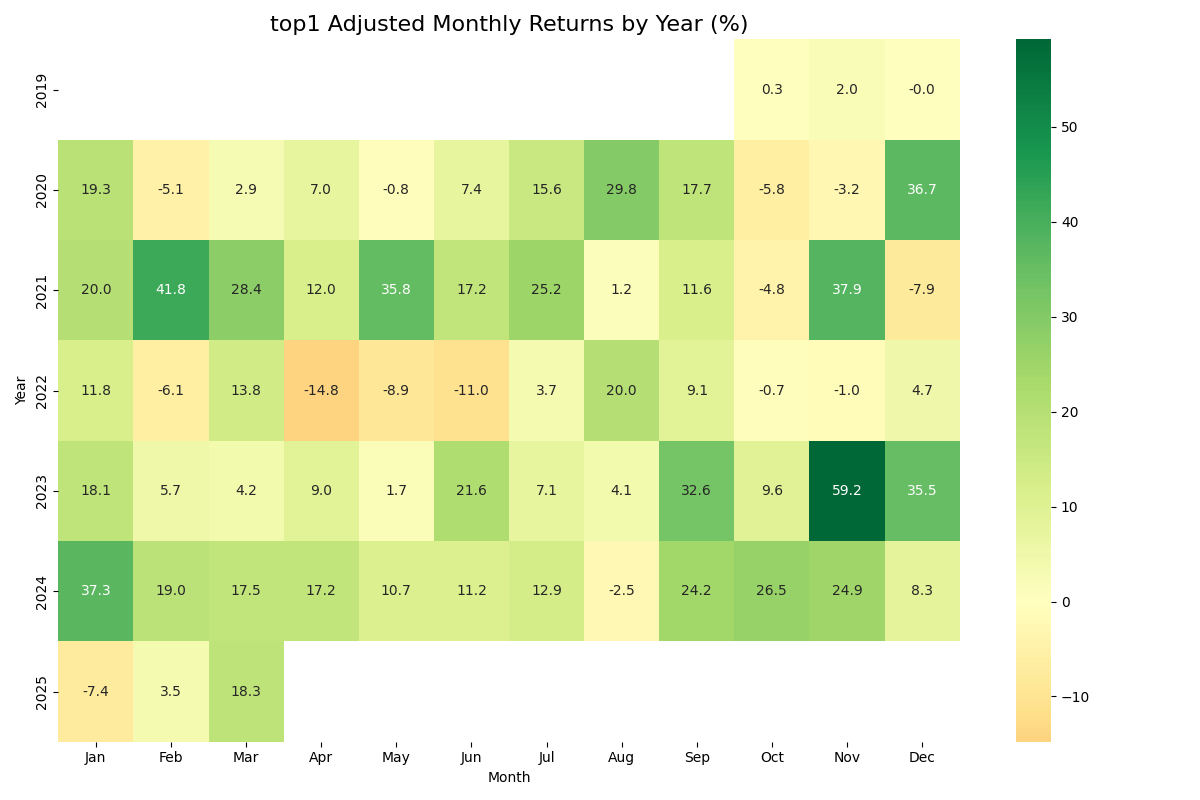 top1 Adjusted Monthly Returns by Year (%)
2019 0.3 2.0 -0.0
2020 19.3 -5.1 2.9 7.0 -0.8 7.4 15.6 29.8 17.7 -5.8 -3.2 36.7
2021 20.0 41.8 28.4 12.0 35.8 17.2 25.2 1.2 11.6 -4.8 37.9 -7.9
2022 11.8 -6.1 13.8 -14.8 -8.9 -11.0 3.7 20.0 9.1 -0.7 -1.0 4.7
2023 18.1 5.7 4.2 9.0 1.7 21.6 7.1 4.1 32.6 9.6 59.2 35.5
2024 37.3 19.0 17.5 17.2 10.7 11.2 12.9 -2.5 24.2 26.5 24.9 8.3
2025 -7.4 3.5 18.3
Jan Feb Mar Apr May Jun Jul Aug Sep Oct Nov Dec
Month
Year
50
40
30
20
10
0
−10